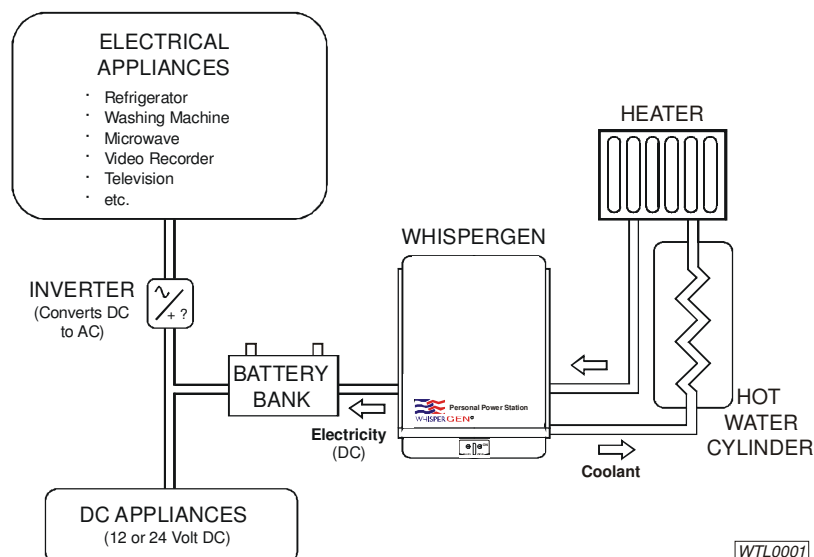 ELECTRICAL
APPLIANCES
· Refrigerator
· Washing Machine
· Microwave
· Video Recorder
· Television
· etc.
HEATER
WHISPERGEN
INVERTER
(Converts DC
to AC)
+ ?
BATTERY
BANK
Personal Power Station
WHISPERGEN
Electricity
(DC)
HOT
WATER
CYLINDER
Coolant
DC APPLIANCES
(12 or 24 Volt DC)
WTL0001